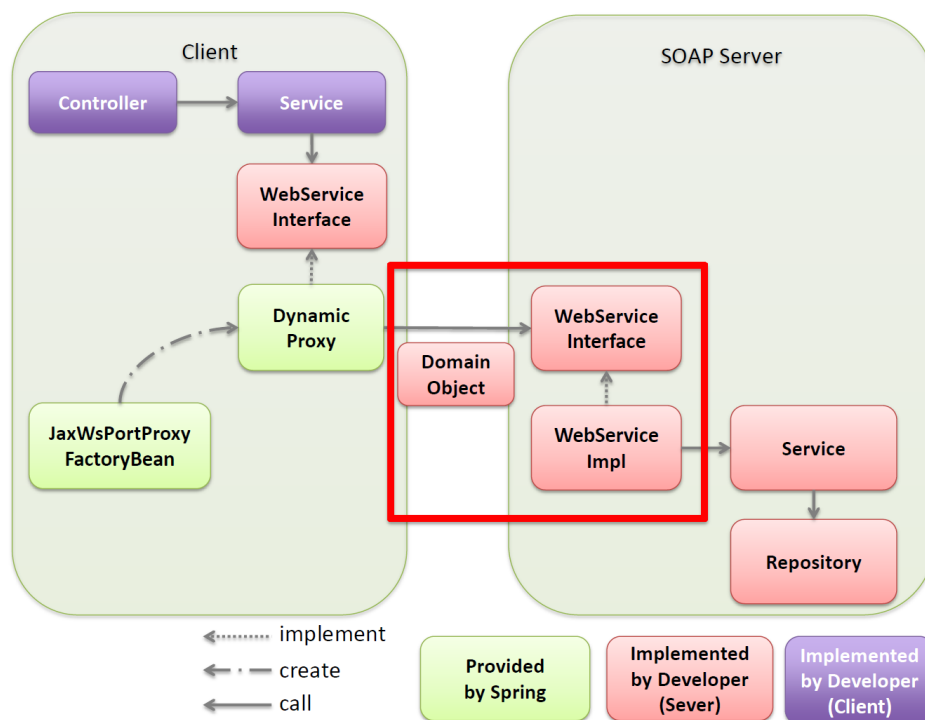 Client
SOAP Server
Controller
Service
WebService
Interface
Dynamic
Proxy
WebService
Interface
Domain
Object
JaxWsPortProxy
FactoryBean
WebService
Impl
Service
Repository
implement
create
call
Provided
by Spring
Implemented
by Developer
(Sever)
Implemented
by Developer
(Client)